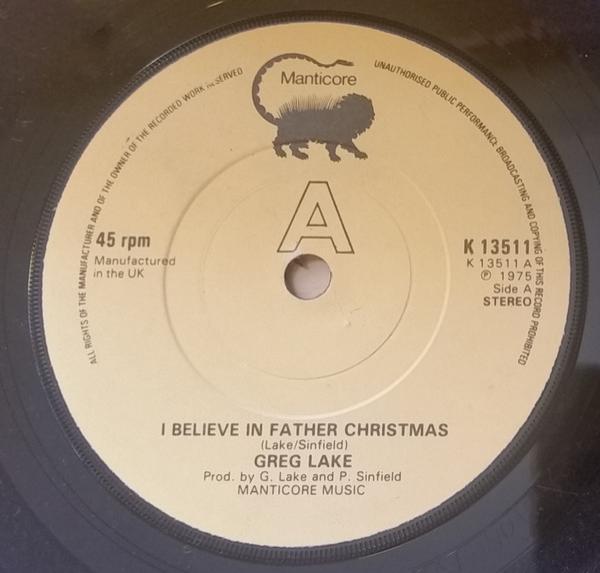 Manticore
ALL RIGHTS OF THE MANUFACTURER AND OF THE OWNER OF THE RECORDED WORK RESERVED
UNAUTHORISED PUBLIC PERFORMANCE BROADCASTING AND COPYING OF THIS RECORD PROHIBITED
A
45 rpm
Manufactured
in the UK
K 13511
K 13511 A
℗ 1975
Side A
STEREO
I BELIEVE IN FATHER CHRISTMAS
(Lake/Sinfield)
GREG LAKE
Prod. by G. Lake and P. Sinfield
MANTICORE MUSIC